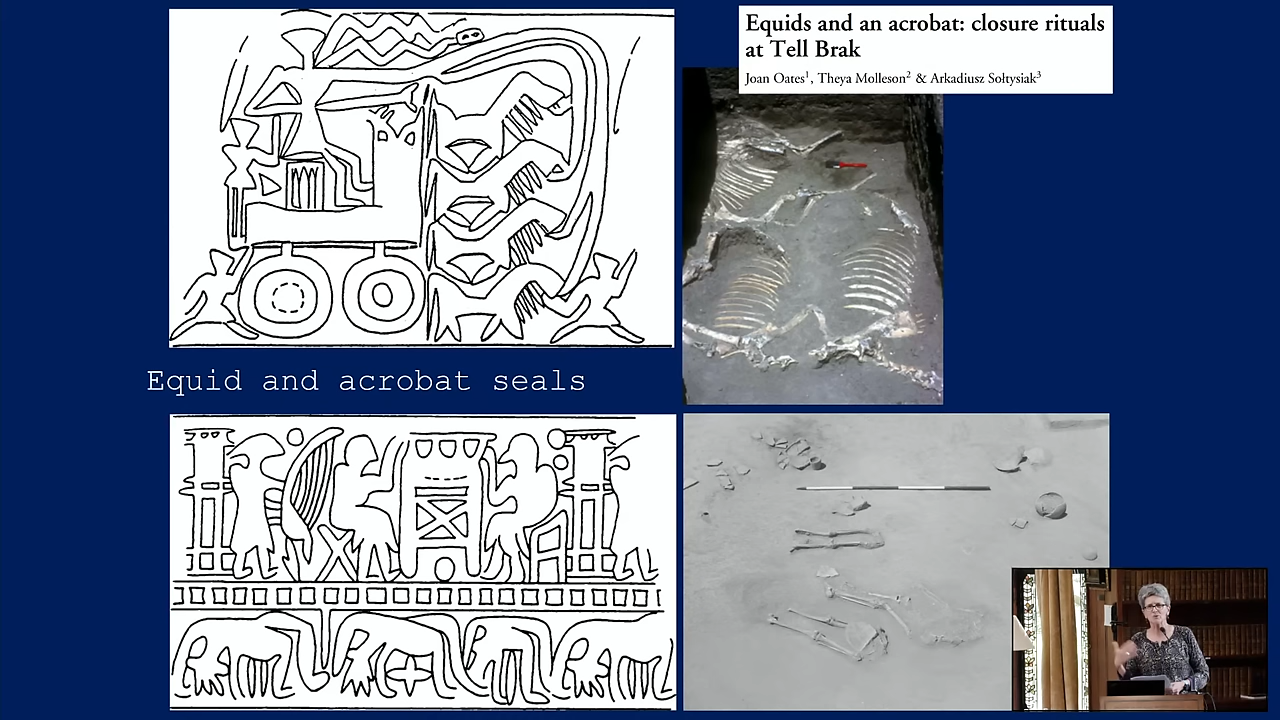 Equids and an acrobat: closure rituals
at Tell Brak
Joan Oates¹, Theya Molleson² & Arkadiusz Sołtysiak³
Equid and acrobat seals